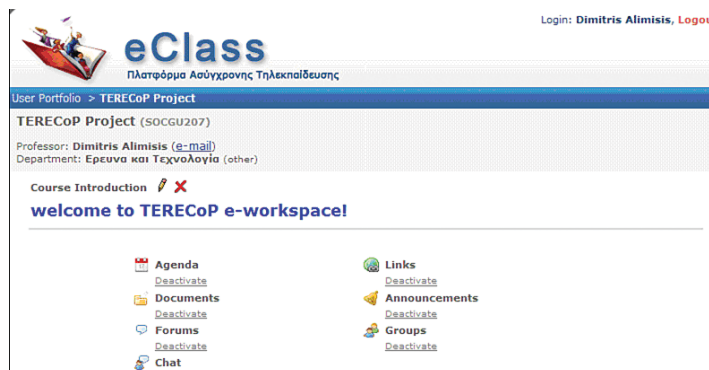 Login: Dimitris Alimisis, Logou
eClass
Πλατφόρμα Ασύγχρονης Τηλεκπαίδευσης
User Portfolio > TERECoP Project
TERECoP Project (SOCGU207)
Professor: Dimitris Alimisis (e-mail)
Department: Ερευνα και Τεχνολογία (other)
Course Introduction
welcome to TERECoP e-workspace!
Agenda
Deactivate
Links
Deactivate
Documents
Deactivate
Announcements
Deactivate
Forums
Deactivate
Groups
Deactivate
Chat